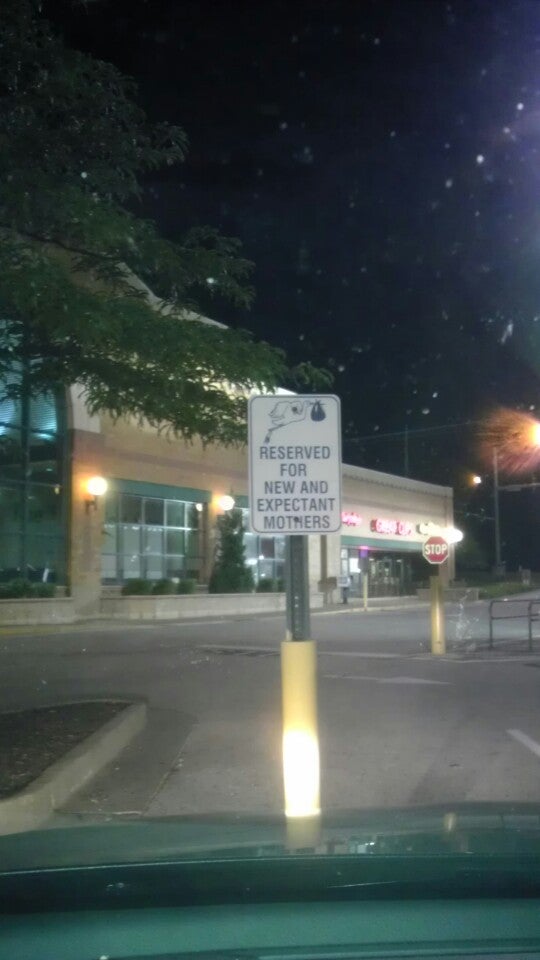 RESERVED
FOR
NEW AND
EXPECTANT
MOTHERS
STOP